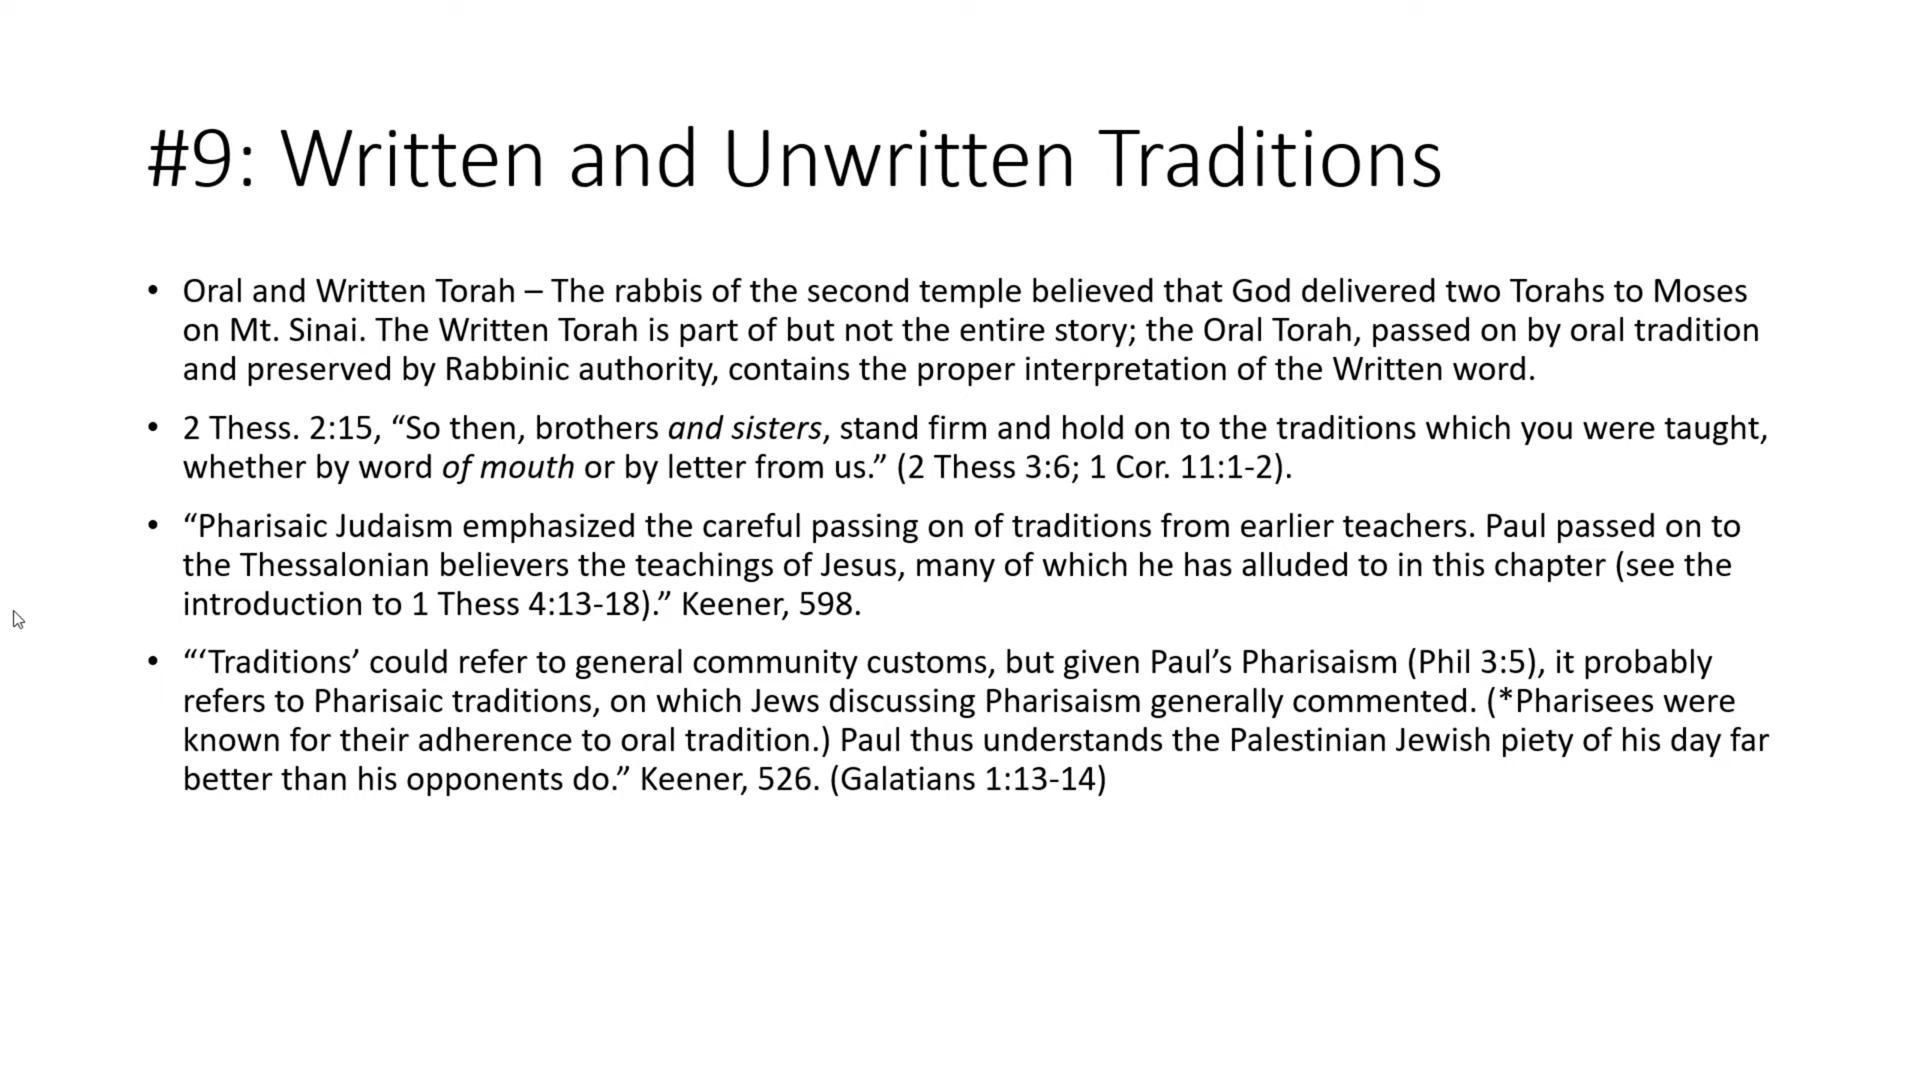 #9: Written and Unwritten Traditions
• Oral and Written Torah – The rabbis of the second temple believed that God delivered two Torahs to Moses
on Mt. Sinai. The Written Torah is part of but not the entire story; the Oral Torah, passed on by oral tradition
and preserved by Rabbinic authority, contains the proper interpretation of the Written word.
• 2 Thess. 2:15, “So then, brothers and sisters, stand firm and hold on to the traditions which you were taught,
whether by word of mouth or by letter from us.” (2 Thess 3:6; 1 Cor. 11:1-2).
• “Pharisaic Judaism emphasized the careful passing on of traditions from earlier teachers. Paul passed on to
the Thessalonian believers the teachings of Jesus, many of which he has alluded to in this chapter (see the
introduction to 1 Thess 4:13-18).” Keener, 598.
• “‘Traditions’ could refer to general community customs, but given Paul’s Pharisaism (Phil 3:5), it probably
refers to Pharisaic traditions, on which Jews discussing Pharisaism generally commented. (*Pharisees were
known for their adherence to oral tradition.) Paul thus understands the Palestinian Jewish piety of his day far
better than his opponents do.” Keener, 526. (Galatians 1:13-14)